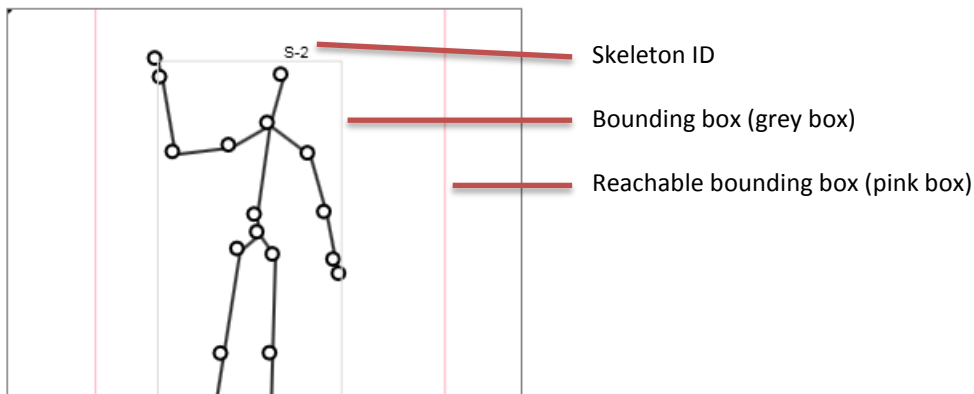 S-2
Skeleton ID
Bounding box (grey box)
Reachable bounding box (pink box)